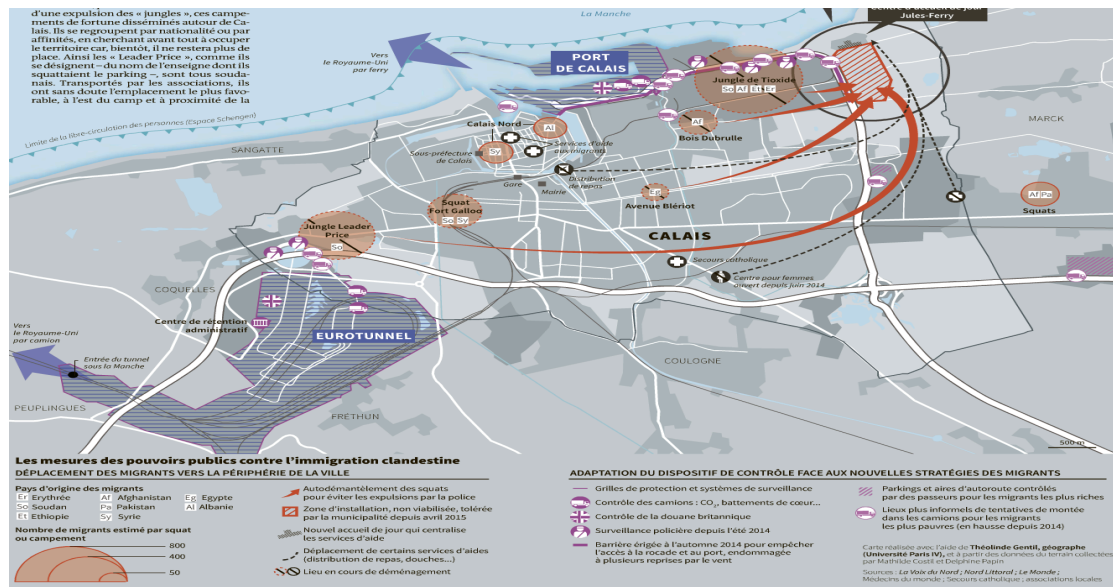 d'une expulsion des « jungles », ces campe-
ments de fortune disséminés autour de Ca-
lais. Ils se regroupent par nationalité ou par
affinités, en cherchant avant tout à occuper
le territoire car, bientôt, il ne restera plus de
place. Ainsi les « Leader Price », comme ils
se désignent – du nom de l'enseigne dont ils
squattaient le parking –, sont tous souda-
nais. Transportés par les associations, ils
ont sans doute l'emplacement le plus favo-
rable, à l'est du camp et à proximité de la
La Manche
Centre d'accueil de jour
Jules-Ferry
Vers
le Royaume-Uni
par ferry
PORT
DE CALAIS
Jungle de Tioxide
So Af Et Er
Limite de la libre-circulation des personnes (Espace Schengen)
SANGATTE
Calais Nord
Al
Af
Bois Dubrulle
MARCK
Sous-préfecture
de Calais
Sy
Services d'aide
aux migrants
Distribution
de repas
Gare
Mairie
Eg
Avenue Blériot
Af Pa
Squats
Squat
Fort Galloo
So Sy
Jungle Leader
Price
So
CALAIS
Secours catholique
Centre pour femmes
ouvert depuis juin 2014
COQUELLES
Centre de rétention
administratif
EUROTUNNEL
Vers
le Royaume-Uni
par camion
Entrée du tunnel
sous la Manche
COULOGNE
PEUPLINGUES
FRÉTHUN
500 m
Les mesures des pouvoirs publics contre l'immigration clandestine
DÉPLACEMENT DES MIGRANTS VERS LA PÉRIPHÉRIE DE LA VILLE
Pays d'origine des migrants
Er Erythrée Af Afghanistan Eg Egypte
So Soudan Pa Pakistan Al Albanie
Et Ethiopie Sy Syrie
Nombre de migrants estimé par squat
ou campement
800
400
50
Autodémantèlement des squats
pour éviter les expulsions par la police
Zone d'installation, non viabilisée, tolérée
par la municipalité depuis avril 2015
Nouvel accueil de jour qui centralise
les services d'aide
Déplacement de certains services d'aides
(distribution de repas, douches...)
Lieu en cours de déménagement
ADAPTATION DU DISPOSITIF DE CONTRÔLE FACE AUX NOUVELLES STRATÉGIES DES MIGRANTS
Grilles de protection et systèmes de surveillance
Contrôle des camions : CO₂, battements de cœur...
Contrôle de la douane britannique
Surveillance policière depuis l'été 2014
Barrière érigée à l'automne 2014 pour empêcher
l'accès à la rocade et au port, endommagée
à plusieurs reprises par le vent
Parkings et aires d'autoroute contrôlés
par des passeurs pour les migrants les plus riches
Lieux plus informels de tentatives de montée
dans les camions pour les migrants
les plus pauvres (en hausse depuis 2014)
Carte réalisée avec l'aide de Théolinde Gentil, géographe
(Université Paris IV), et à partir des données du terrain collectées
par Mathilde Costil et Delphine Papin
Sources : La Voix du Nord ; Nord Littoral ; Le Monde ;
Médecins du monde ; Secours catholique ; associations locales